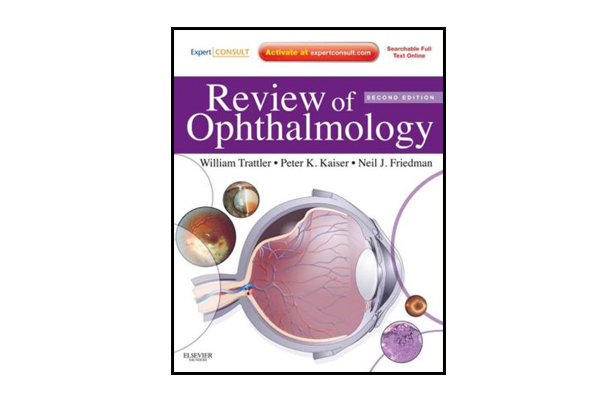 Expert CONSULT
Activate at expertconsult.com
Searchable Full
Text Online
Review of
SECOND EDITION
Ophthalmology
William Trattler • Peter K. Kaiser • Neil J. Friedman
ELSEVIER
SAUNDERS